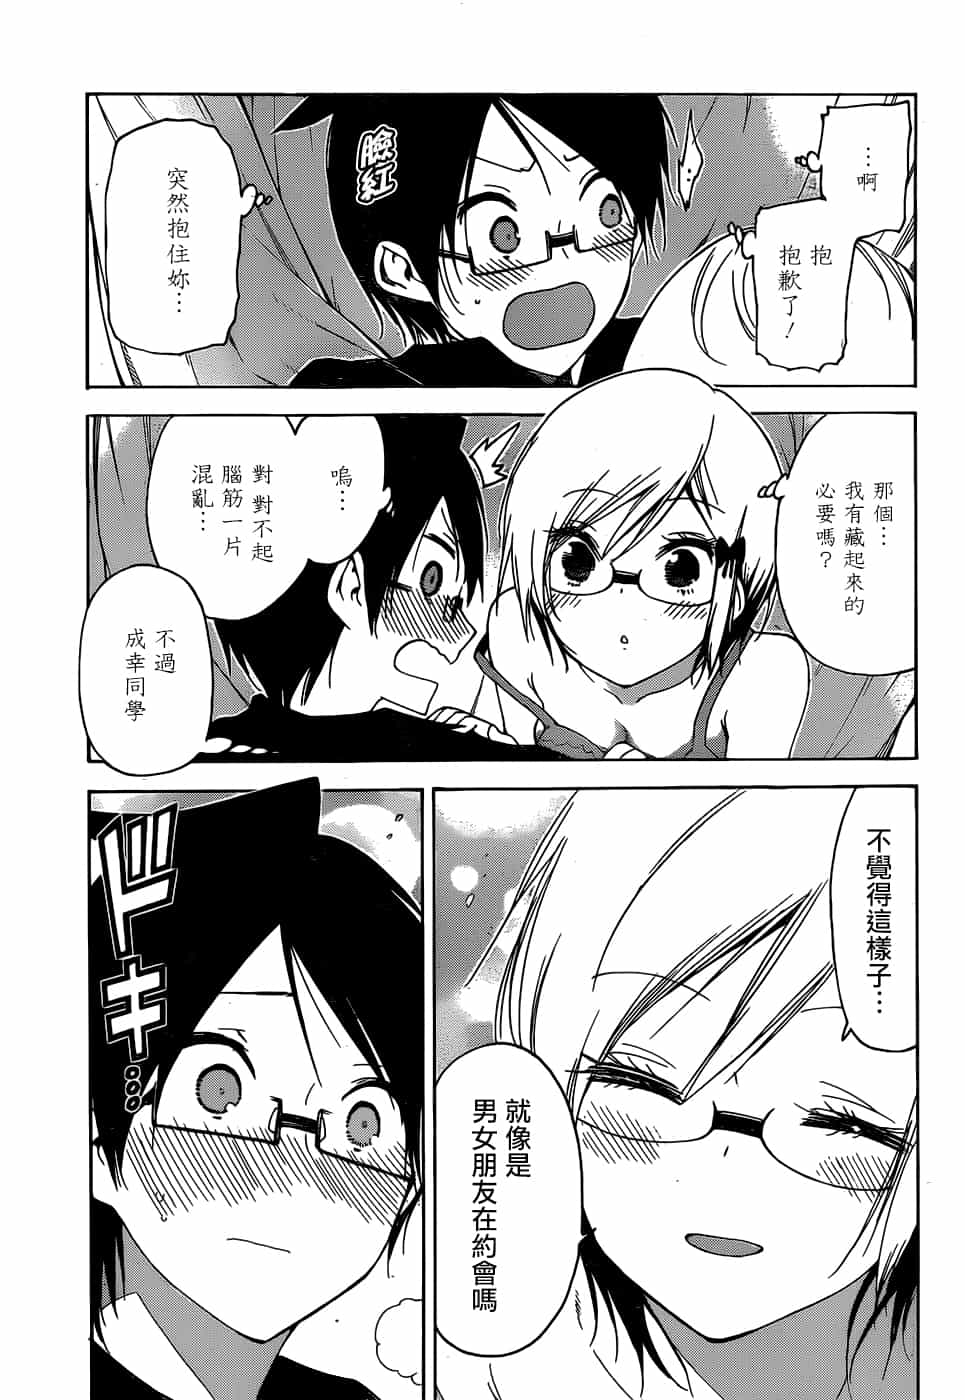 …啊
抱
抱歉了！
臉紅
突然抱住妳…
那個…
我有藏起來的
必要嗎？
嗚…
對 對不起
腦筋一片
混亂…
不過
成幸同學
不覺得這樣子…
就像是
男女朋友在約會嗎
ドキ…